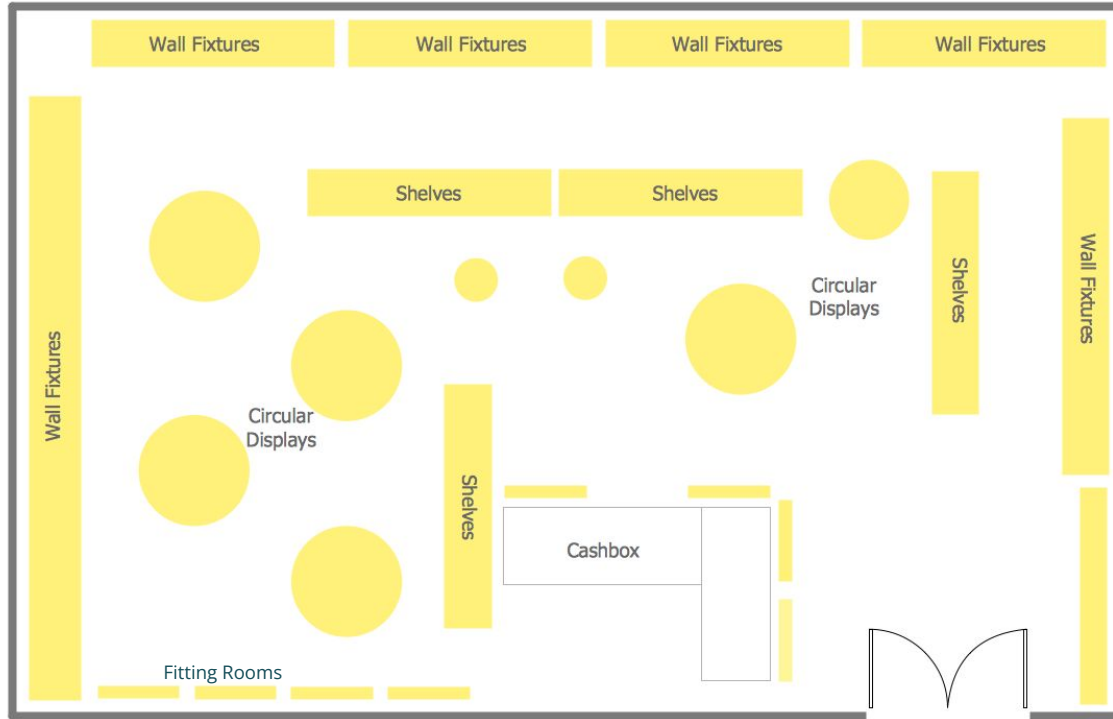 Wall Fixtures
Wall Fixtures
Wall Fixtures
Wall Fixtures
Shelves
Shelves
Circular
Displays
Shelves
Wall Fixtures
Wall Fixtures
Circular
Displays
Shelves
Cashbox
Fitting Rooms